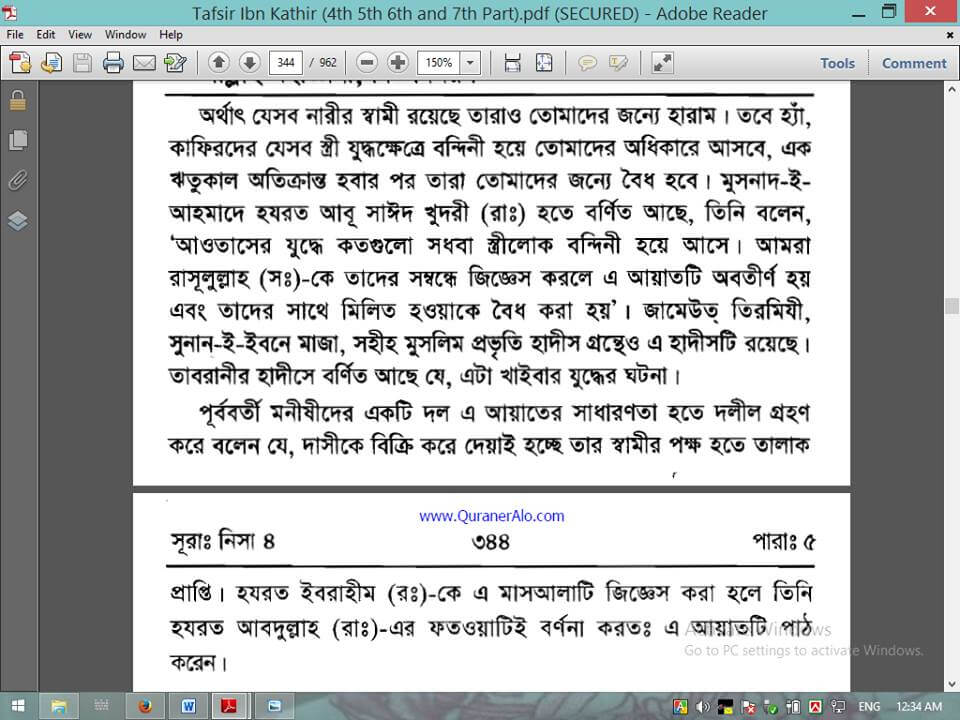 Tafsir Ibn Kathir (4th 5th 6th and 7th Part).pdf (SECURED) - Adobe Reader
File Edit View Window Help
344 / 962 150% Tools Comment
অর্থাৎ যেসব নারীর স্বামী রয়েছে তারাও তোমাদের জন্যে হারাম। তবে হ্যাঁ,
কাফিরদের যেসব স্ত্রী যুদ্ধক্ষেত্রে বন্দিনী হয়ে তোমাদের অধিকারে আসবে, এক
ঋতুকাল অতিক্রান্ত হবার পর তারা তোমাদের জন্যে বৈধ হবে। মুসনাদ-ই-
আহমাদে হযরত আবূ সাঈদ খুদরী (রাঃ) হতে বর্ণিত আছে, তিনি বলেন,
'আওতাসের যুদ্ধে কতগুলো সধবা স্ত্রীলোক বন্দিনী হয়ে আসে। আমরা
রাসূলুল্লাহ (সঃ)-কে তাদের সম্বন্ধে জিজ্ঞেস করলে এ আয়াতটি অবতীর্ণ হয়
এবং তাদের সাথে মিলিত হওয়াকে বৈধ করা হয়'। জামেউত্ তিরমিযী,
সুনান-ই-ইবনে মাজা, সহীহ মুসলিম প্রভৃতি হাদীস গ্রন্থেও এ হাদীসটি রয়েছে।
তাবরানীর হাদীসে বর্ণিত আছে যে, এটা খাইবার যুদ্ধের ঘটনা।
পূর্ববর্তী মনীষীদের একটি দল এ আয়াতের সাধারণতা হতে দলীল গ্রহণ
করে বলেন যে, দাসীকে বিক্রি করে দেয়াই হচ্ছে তার স্বামীর পক্ষ হতে তালাক
www.QuranerAlo.com
সূরাঃ নিসা ৪ ৩৪৪ পারাঃ ৫
প্রাপ্তি। হযরত ইবরাহীম (রঃ)-কে এ মাসআলাটি জিজ্ঞেস করা হলে তিনি
হযরত আবদুল্লাহ (রাঃ)-এর ফতওয়াটিই বর্ণনা করতঃ এ আয়াতটি পাঠ
করেন।
Activate Windows
Go to PC settings to activate Windows.
ENG 12:34 AM